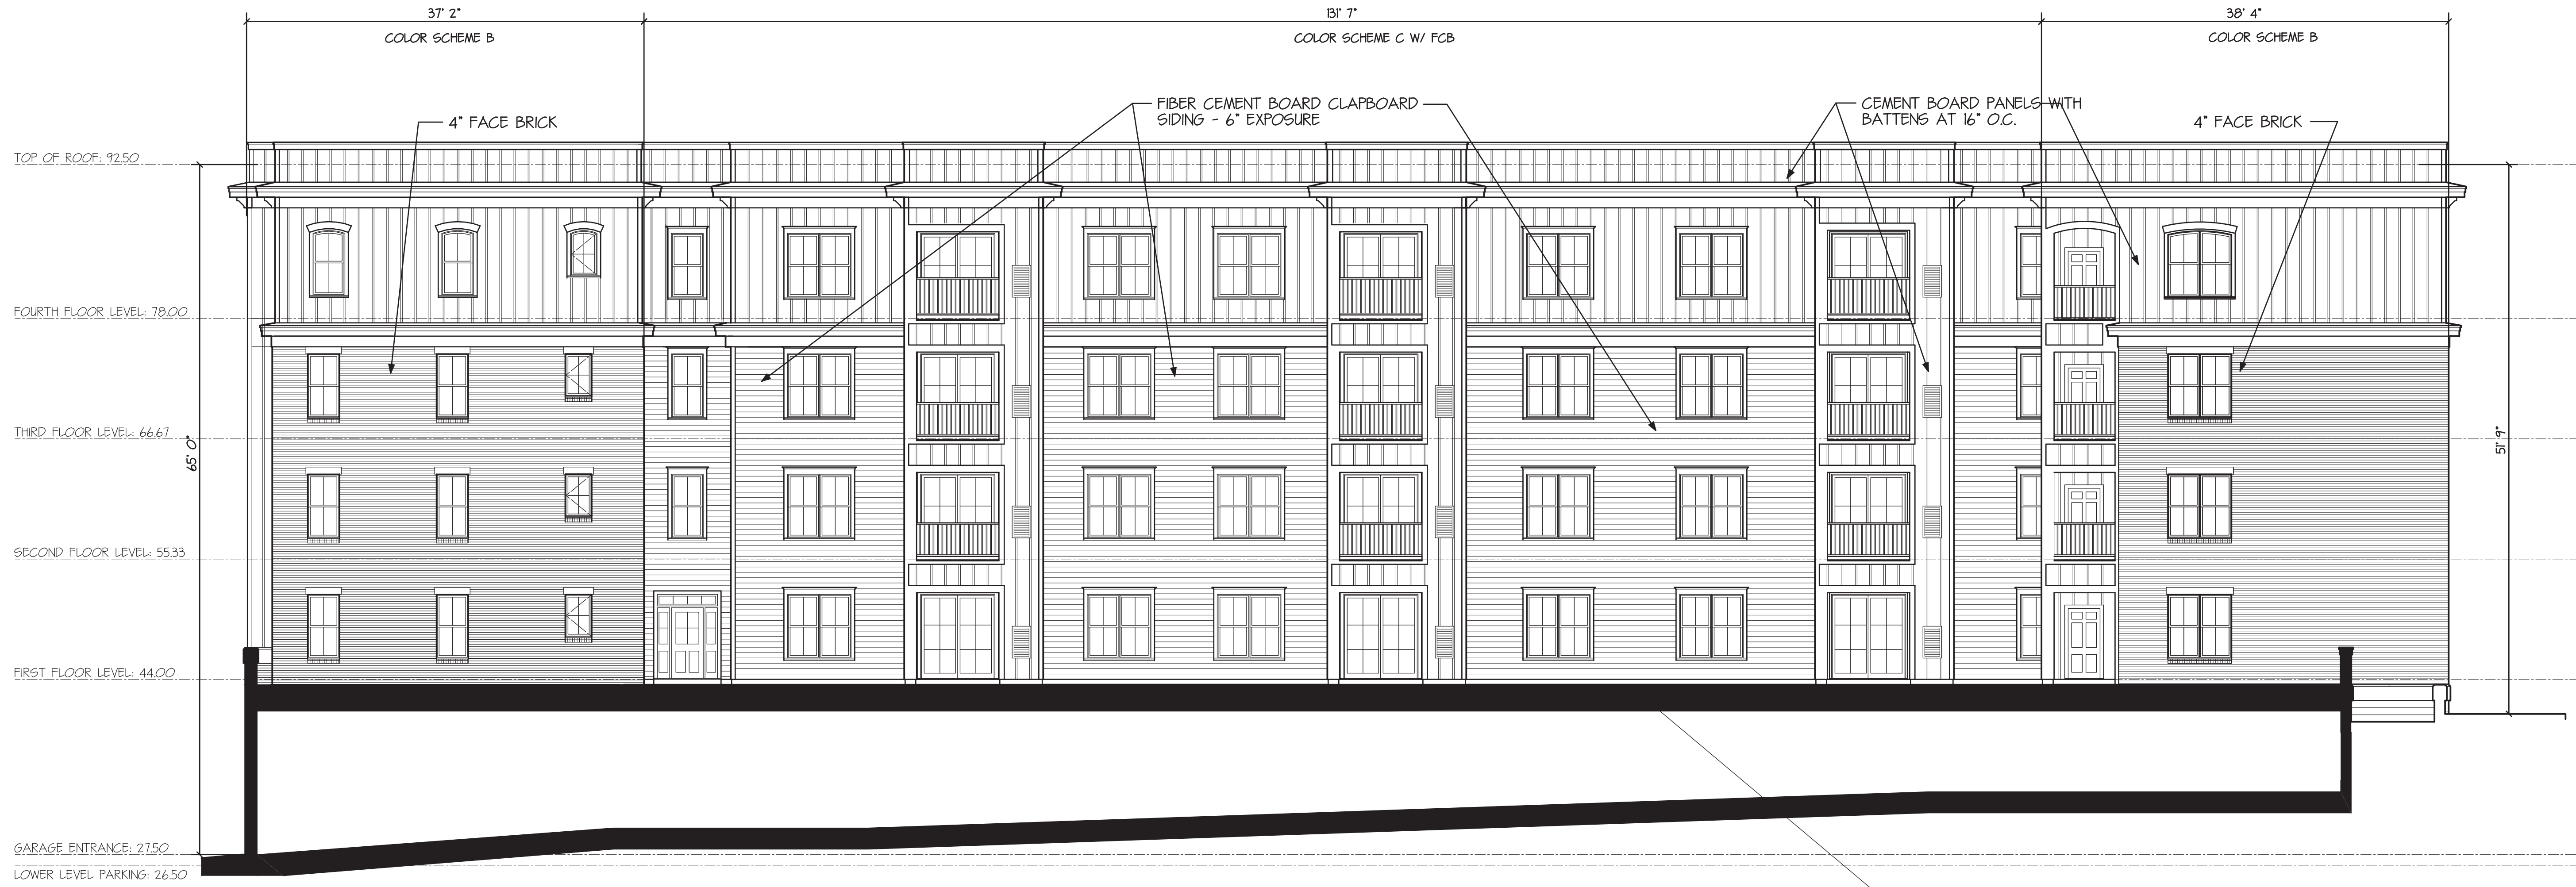 37' 2"
131' 7"
38' 4"
COLOR SCHEME B
COLOR SCHEME C W/ FCB
COLOR SCHEME B
4" FACE BRICK
FIBER CEMENT BOARD CLAPBOARD
SIDING - 6" EXPOSURE
CEMENT BOARD PANELS WITH
BATTENS AT 16" O.C.
4" FACE BRICK
TOP OF ROOF: 92.50
FOURTH FLOOR LEVEL: 78.00
THIRD FLOOR LEVEL: 66.67
65' 0"
51' 9"
SECOND FLOOR LEVEL: 55.33
FIRST FLOOR LEVEL: 44.00
GARAGE ENTRANCE: 27.50
LOWER LEVEL PARKING: 26.50